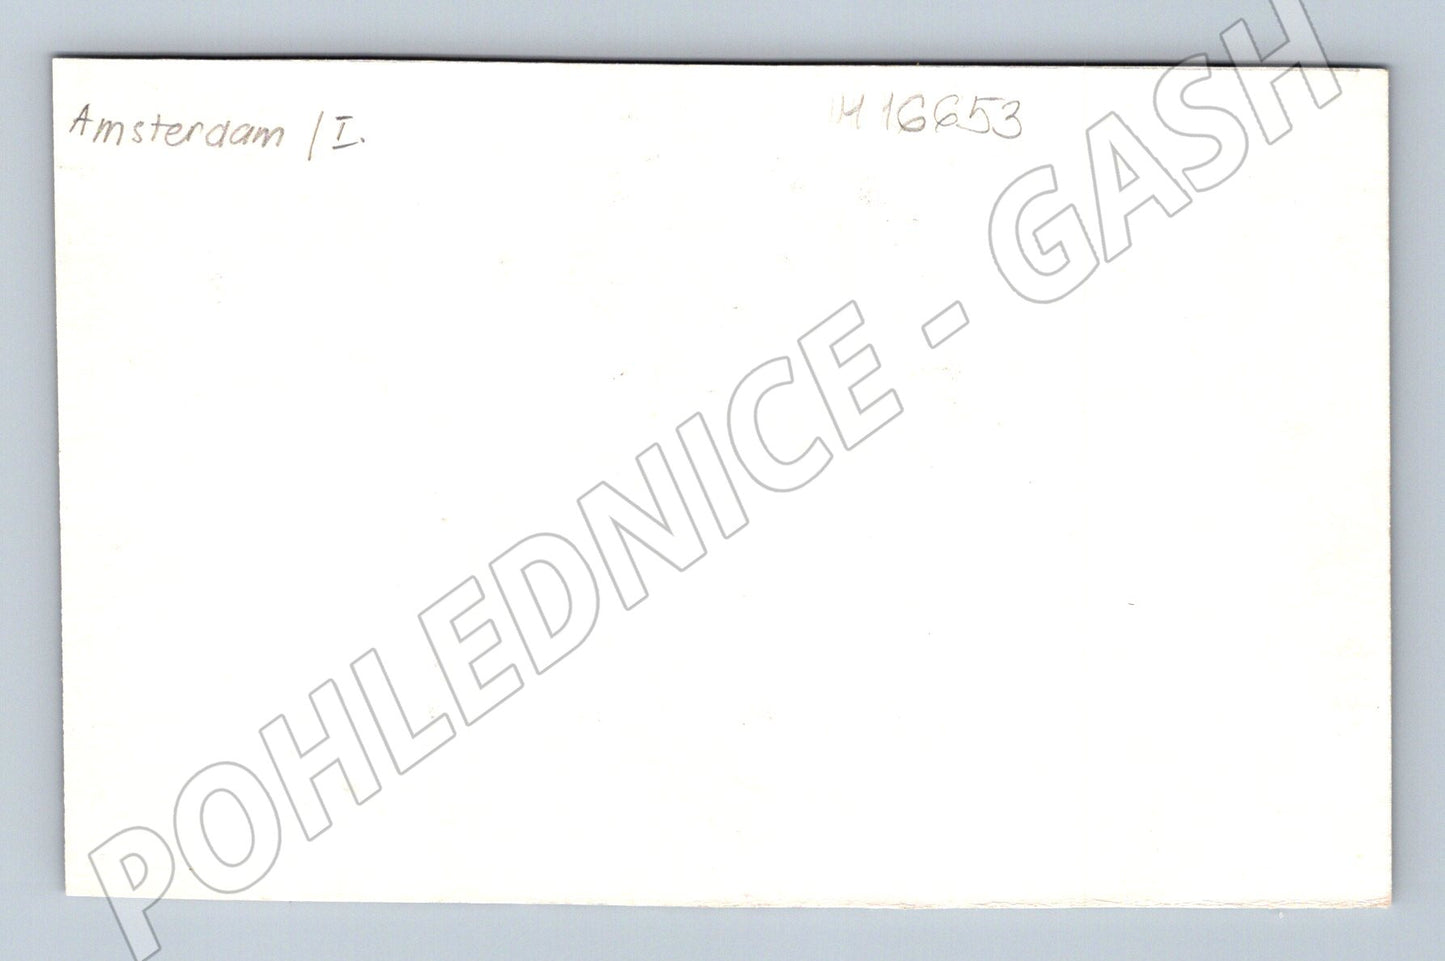 Amsterdam / I.
M 16653
POHLEDNICE - GASH